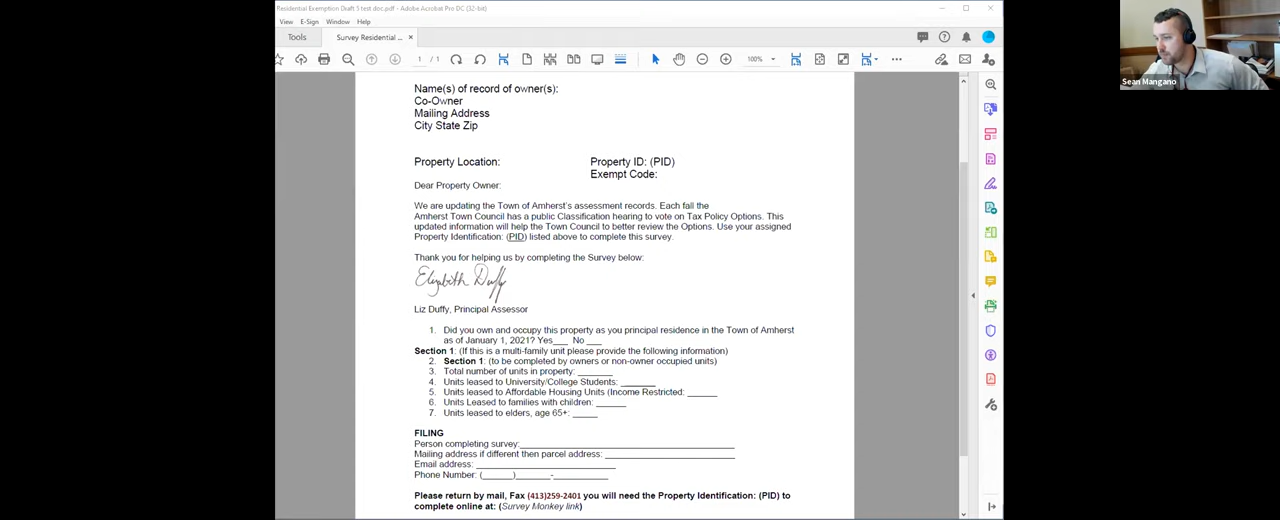 Residential Exemption Draft 5 test doc.pdf - Adobe Acrobat Pro DC (32-bit)
View E-Sign Window Help
Tools Survey Residential ... ×
1 / 1 100%
Sean Mangano
Name(s) of record of owner(s):
Co-Owner
Mailing Address
City State Zip
Property Location: Property ID: (PID)
Exempt Code:
Dear Property Owner:
We are updating the Town of Amherst's assessment records. Each fall the
Amherst Town Council has a public Classification hearing to vote on Tax Policy Options. This
updated information will help the Town Council to better review the Options. Use your assigned
Property Identification: (PID) listed above to complete this survey.
Thank you for helping us by completing the Survey below:
Elizabeth Duffy
Liz Duffy, Principal Assessor
1. Did you own and occupy this property as you principal residence in the Town of Amherst
as of January 1, 2021? Yes___ No ___
Section 1: (If this is a multi-family unit please provide the following information)
2. Section 1: (to be completed by owners or non-owner occupied units)
3. Total number of units in property: _______
4. Units leased to University/College Students: _______
5. Units leased to Affordable Housing Units (Income Restricted: ______
6. Units Leased to families with children: ______
7. Units leased to elders, age 65+: _____
FILING
Person completing survey:___________________________________________
Mailing address if different then parcel address: __________________________
Email address: ____________________________
Phone Number: (______)_______-___________
Please return by mail, Fax (413)259-2401 you will need the Property Identification: (PID) to
complete online at: (Survey Monkey link)